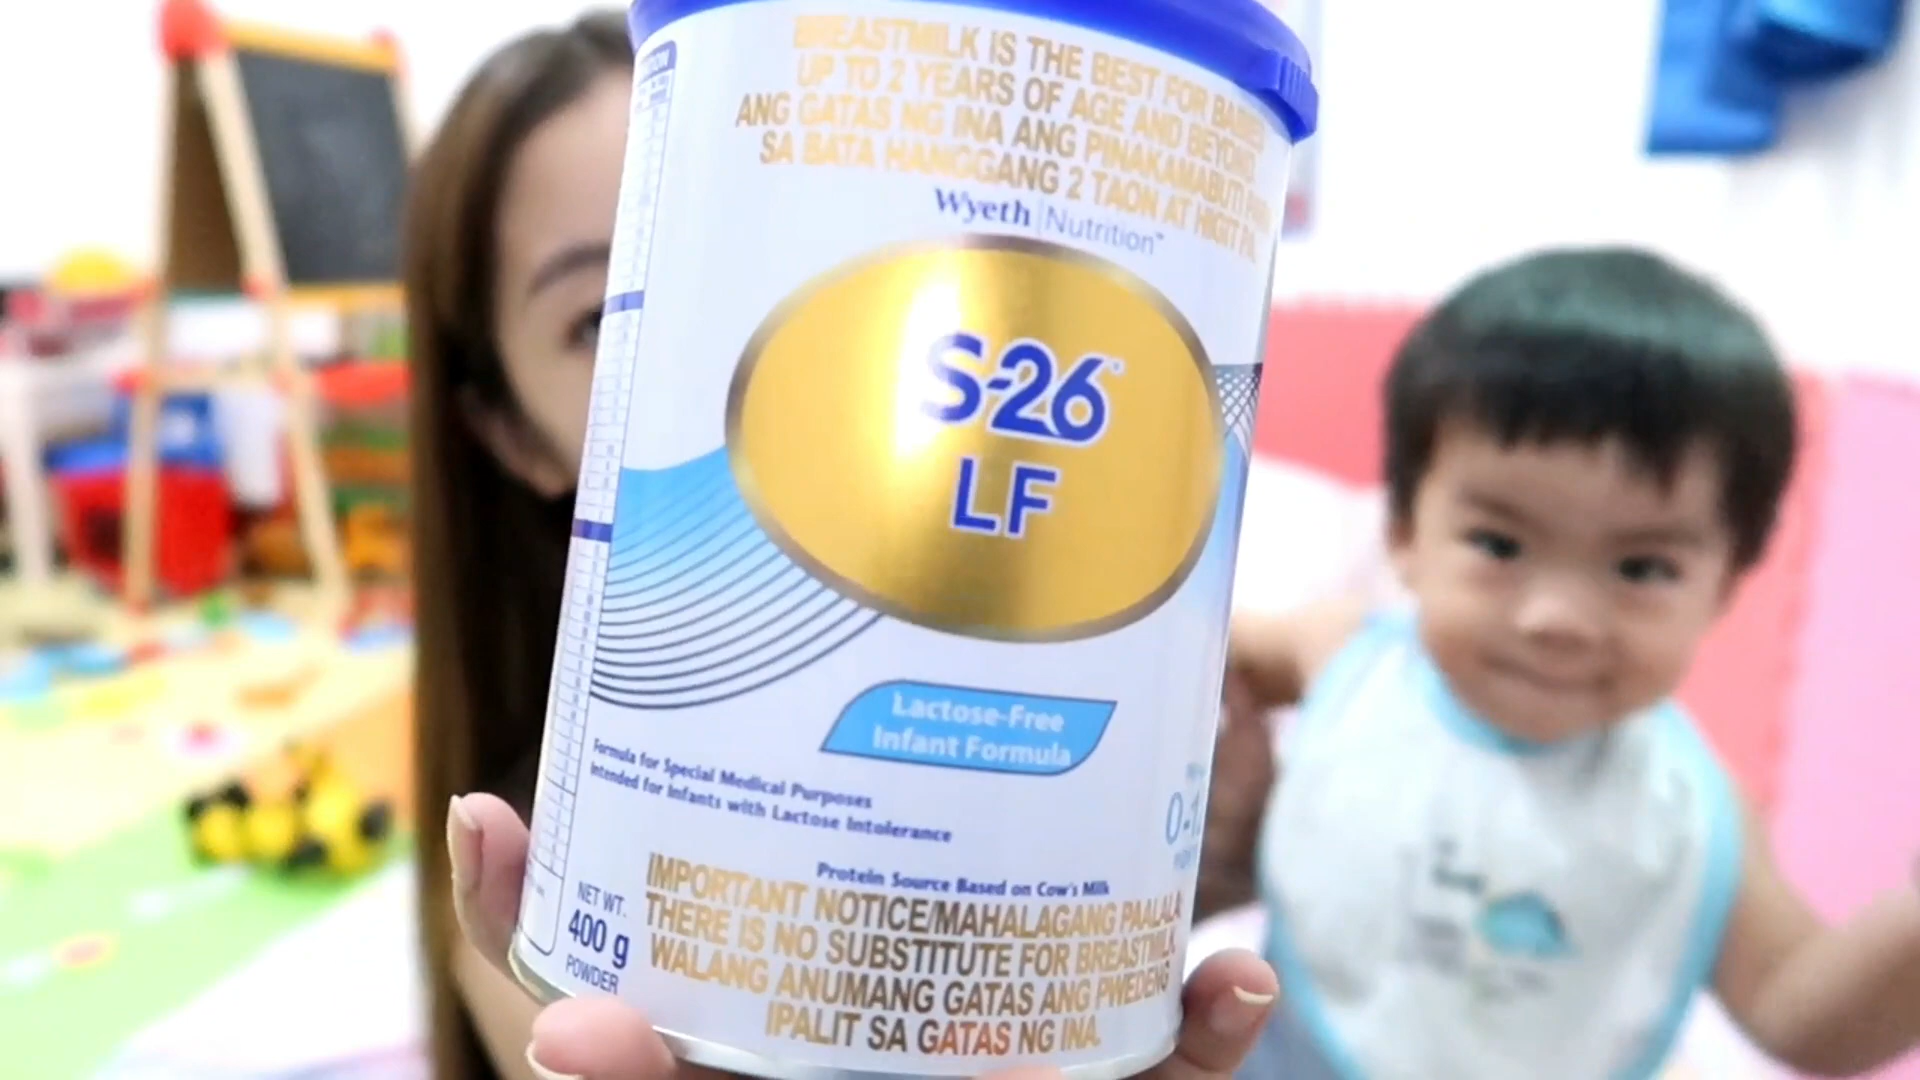 BREASTMILK IS THE BEST FOR BABIES
UP TO 2 YEARS OF AGE AND BEYOND.
ANG GATAS NG INA ANG PINAKAMABUTI PARA
SA BATA HANGGANG 2 TAON AT HIGIT PA.
Wyeth | Nutrition™
S-26
LF
Lactose-Free
Infant Formula
Formula for Special Medical Purposes
Intended for Infants with Lactose Intolerance
Protein Source Based on Cow's Milk
NET WT.
400 g
POWDER
IMPORTANT NOTICE/MAHALAGANG PAALALA
THERE IS NO SUBSTITUTE FOR BREASTMILK
WALANG ANUMANG GATAS ANG PWEDENG
IPALIT SA GATAS NG INA.